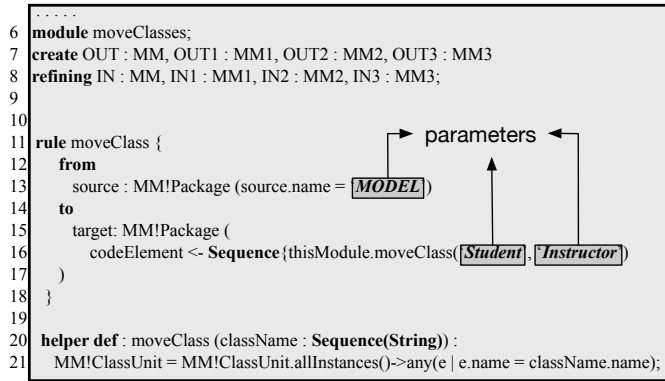 . . . . .
6 module moveClasses;
7 create OUT : MM, OUT1 : MM1, OUT2 : MM2, OUT3 : MM3
8 refining IN : MM, IN1 : MM1, IN2 : MM2, IN3 : MM3;
9
10
11 rule moveClass {
parameters
12 from
13 source : MM!Package (source.name = 'MODEL')
14 to
15 target: MM!Package (
16 codeElement <- Sequence{thisModule.moveClass('Student', 'Instructor')
17 )
18 }
19
20 helper def : moveClass (className : Sequence(String)) :
21 MM!ClassUnit = MM!ClassUnit.allInstances()->any(e | e.name = className.name);